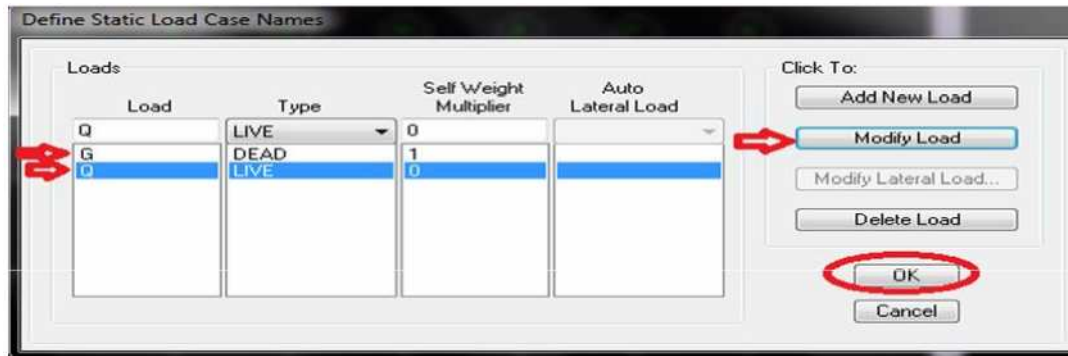 Define Static Load Case Names
Loads
Load Type Self Weight Multiplier Auto Lateral Load
Q LIVE 0
G DEAD 1
Q LIVE 0
Click To:
Add New Load
Modify Load
Modify Lateral Load...
Delete Load
OK
Cancel